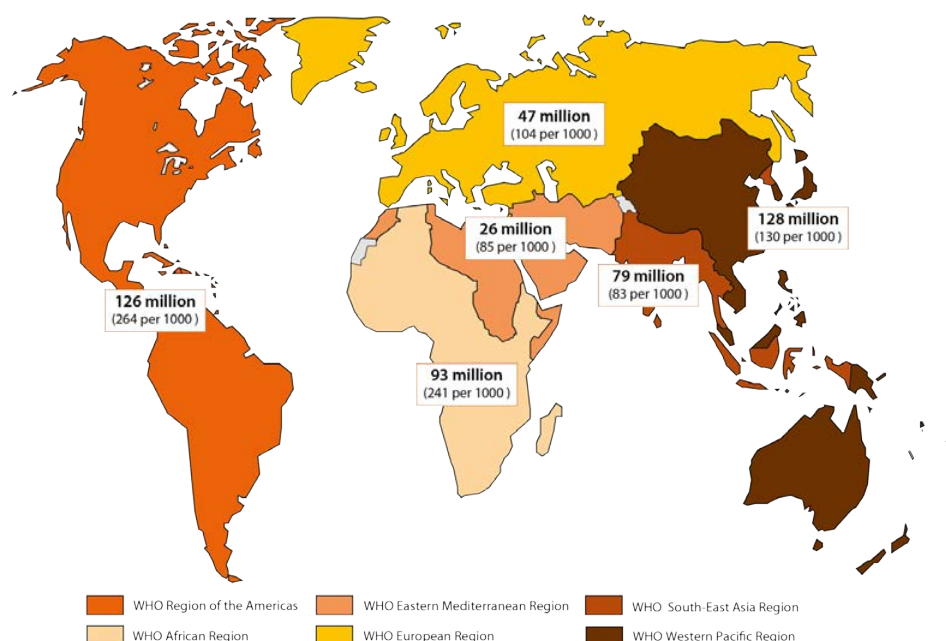 47 million
(104 per 1000 )
128 million
(130 per 1000 )
26 million
(85 per 1000 )
79 million
(83 per 1000 )
126 million
(264 per 1000 )
93 million
(241 per 1000 )
WHO Region of the Americas
WHO Eastern Mediterranean Region
WHO South-East Asia Region
WHO African Region
WHO European Region
WHO Western Pacific Region